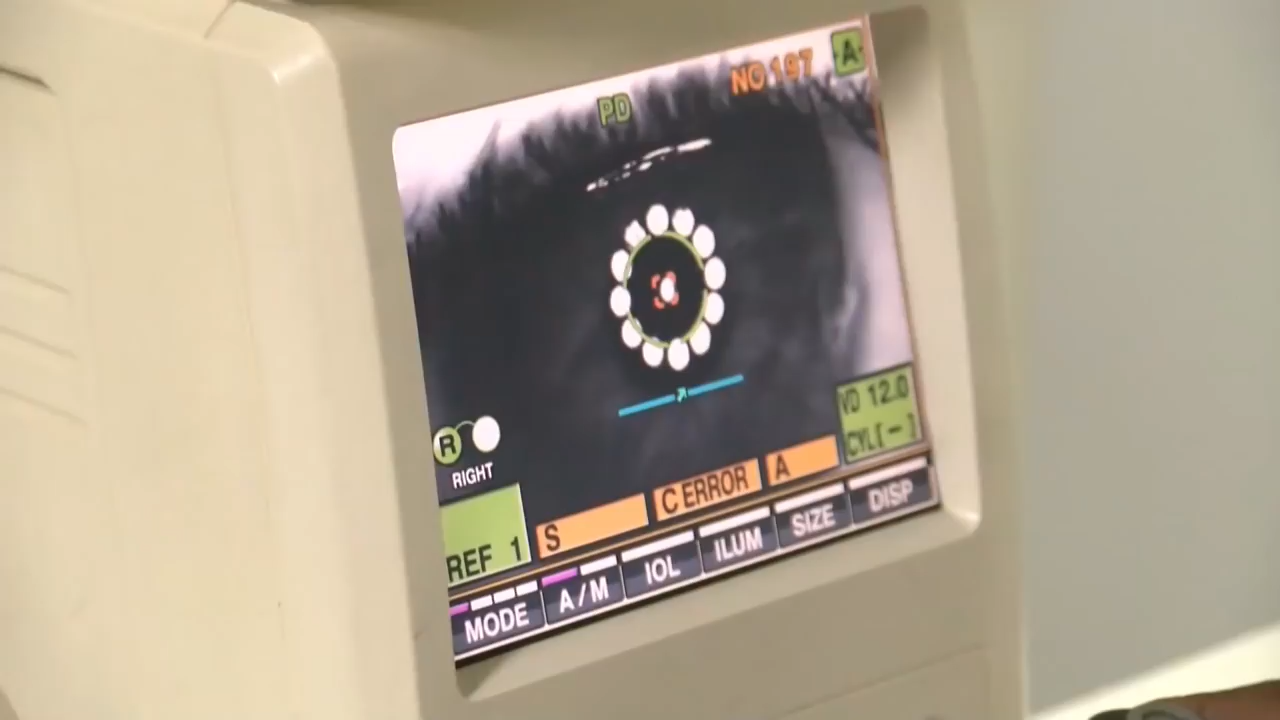 NO 197 A
PD
VD 12.0
CYL[-]
R
RIGHT
REF 1
S C ERROR A
MODE A/M IOL ILUM SIZE DISP